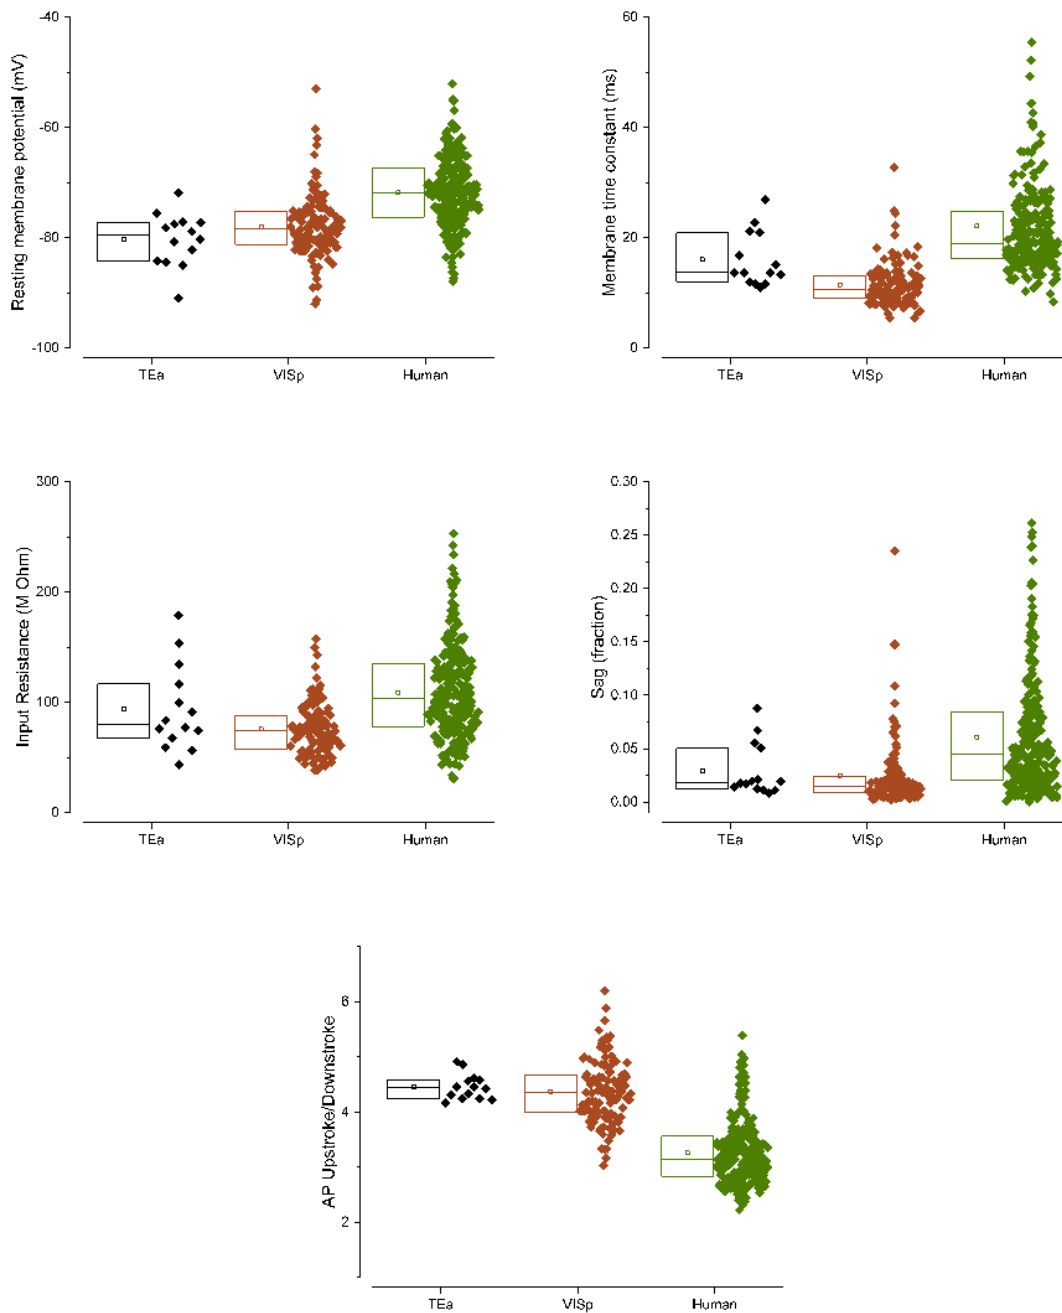 Resting membrane potential (mV)
-40
-60
-80
-100
TEa VISp Human
Membrane time constant (ms)
60
40
20
0
TEa VISp Human
Input Resistance (M Ohm)
300
200
100
0
TEa VISp Human
Sag (fraction)
0.30
0.25
0.20
0.15
0.10
0.05
0.00
TEa VISp Human
AP Upstroke/Downstroke
6
4
2
TEa VISp Human